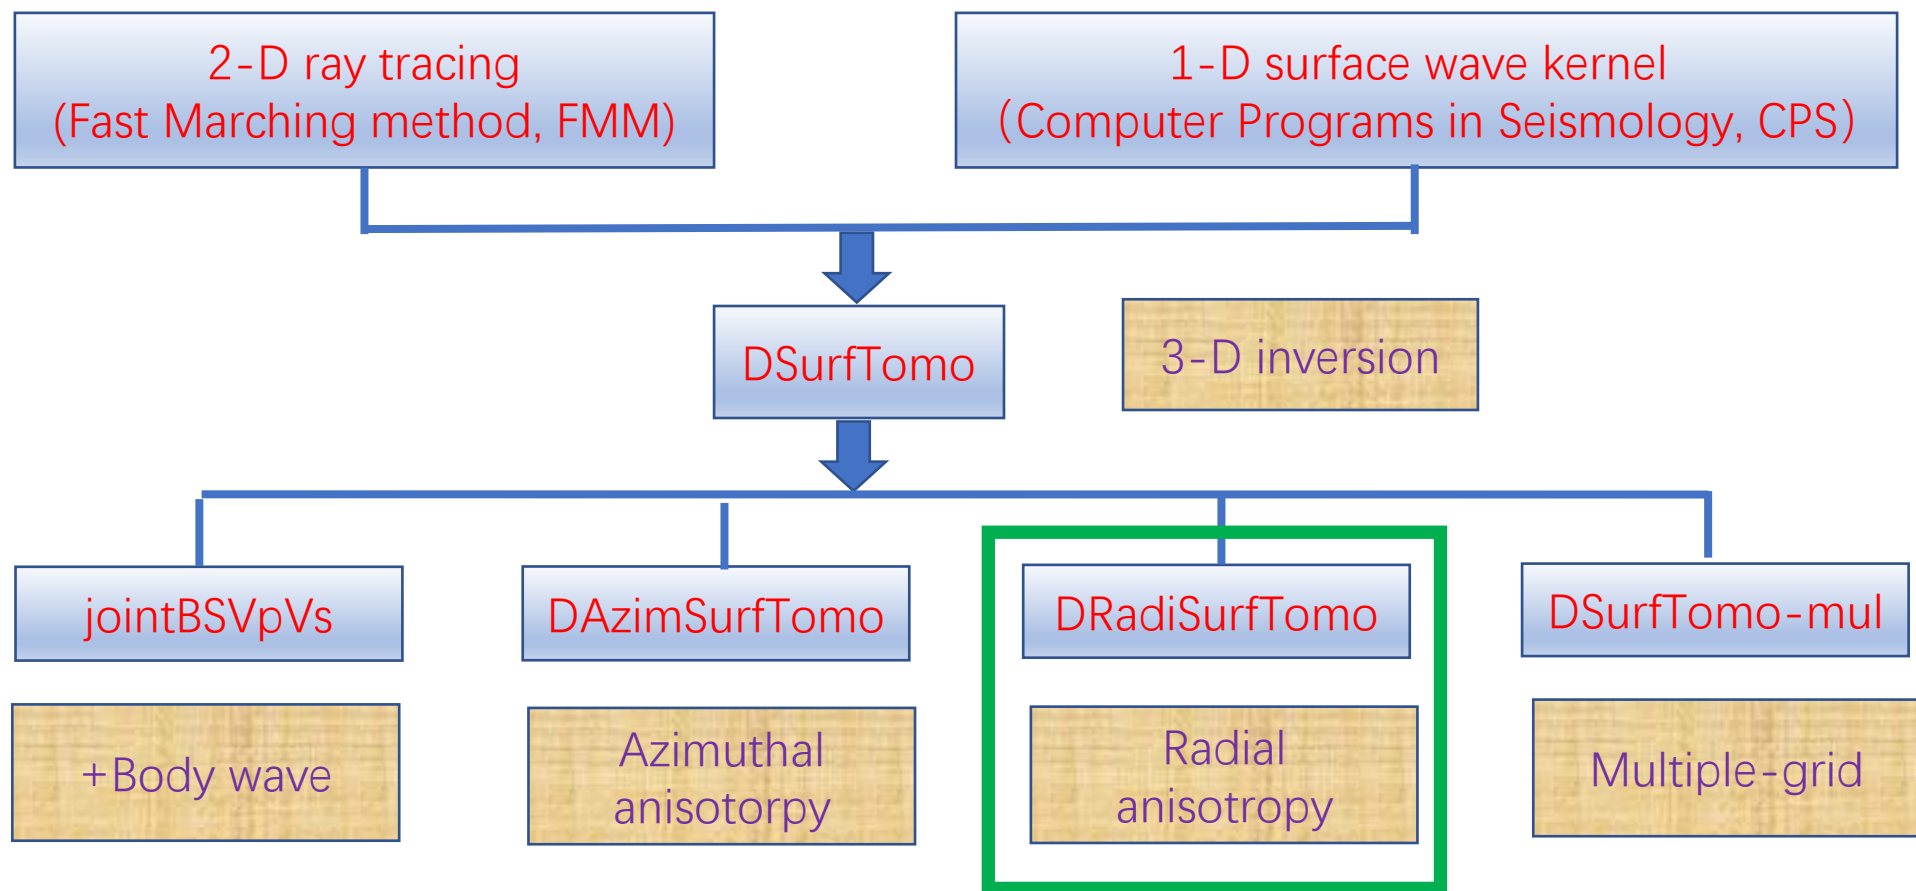 2-D ray tracing
(Fast Marching method, FMM)
1-D surface wave kernel
(Computer Programs in Seismology, CPS)
DSurfTomo
3-D inversion
jointBSVpVs
DAzimSurfTomo
DRadiSurfTomo
DSurfTomo-mul
+Body wave
Azimuthal
anisotorpy
Radial
anisotropy
Multiple-grid